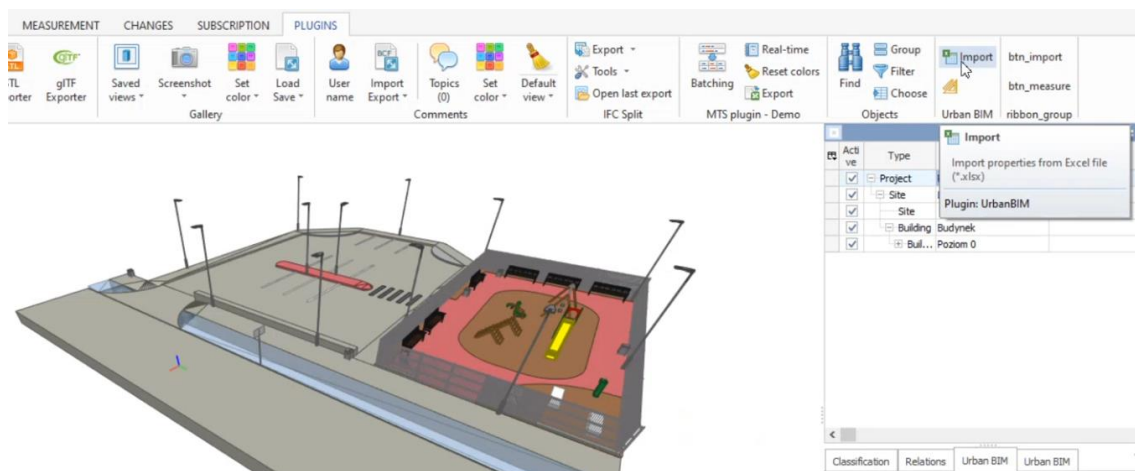 MEASUREMENT CHANGES SUBSCRIPTION PLUGINS
glTF Exporter
Saved views
Screenshot
Set color
Load Save
Gallery
User name
BCF
Import Export
Topics (0)
Set color
Default view
Comments
Export
Tools
Open last export
IFC Split
Batching
Real-time
Reset colors
Export
MTS plugin - Demo
Find
Group
Filter
Choose
Objects
Import
Urban BIM
btn_import
btn_measure
ribbon_group
Import
Import properties from Excel file
(*.xlsx)
Plugin: UrbanBIM
Acti
ve
Type
Project
Site
Site
Building Budynek
Buil... Poziom 0
Classification Relations Urban BIM Urban BIM